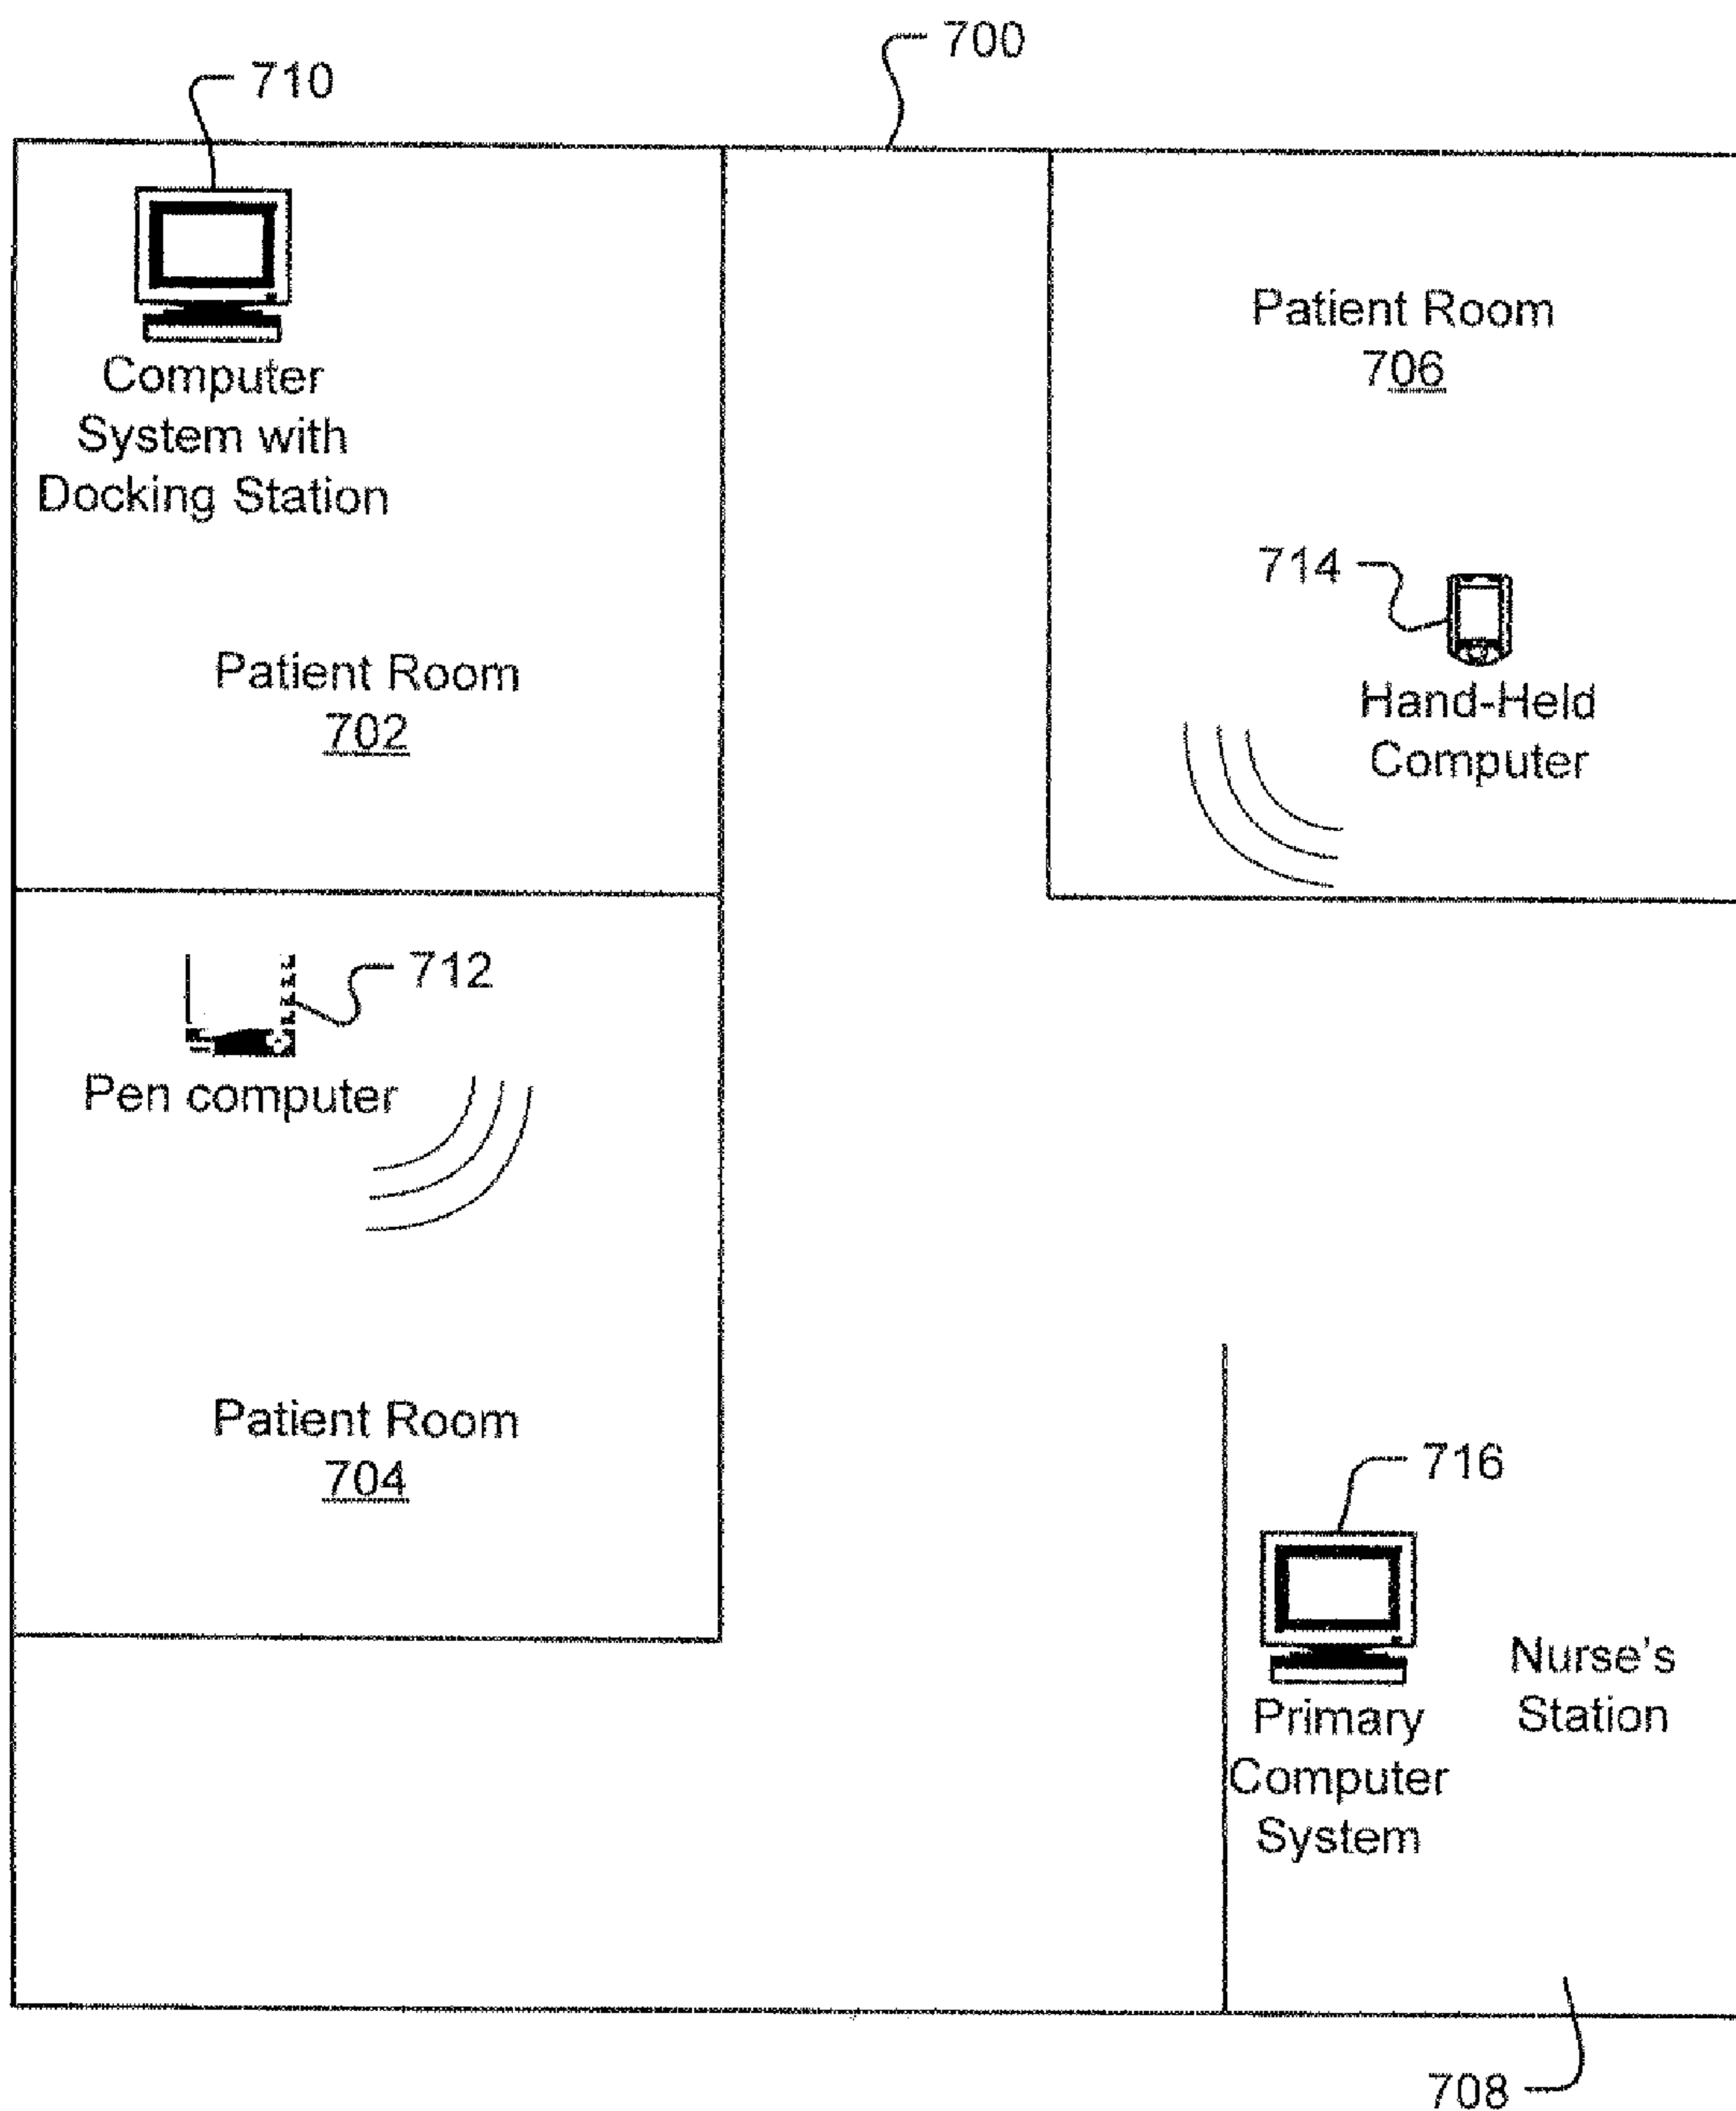 700
710
Computer
System with
Docking Station
Patient Room
702
Patient Room
706
714
Hand-Held
Computer
712
Pen computer
Patient Room
704
716
Primary
Computer
System
Nurse's
Station
708